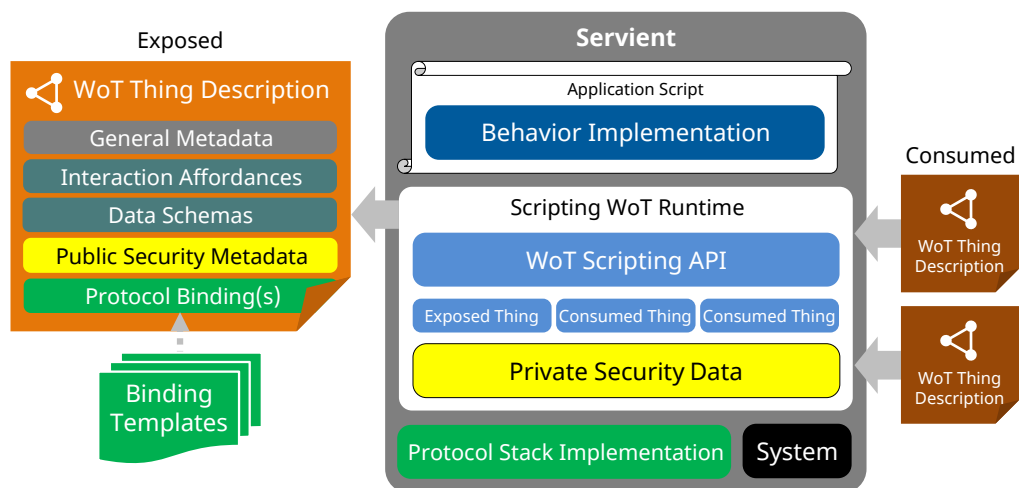 Exposed
WoT Thing Description
General Metadata
Interaction Affordances
Data Schemas
Public Security Metadata
Protocol Binding(s)
Binding
Templates
Servient
Application Script
Behavior Implementation
Scripting WoT Runtime
WoT Scripting API
Exposed Thing
Consumed Thing
Consumed Thing
Private Security Data
Protocol Stack Implementation
System
Consumed
WoT Thing
Description
WoT Thing
Description